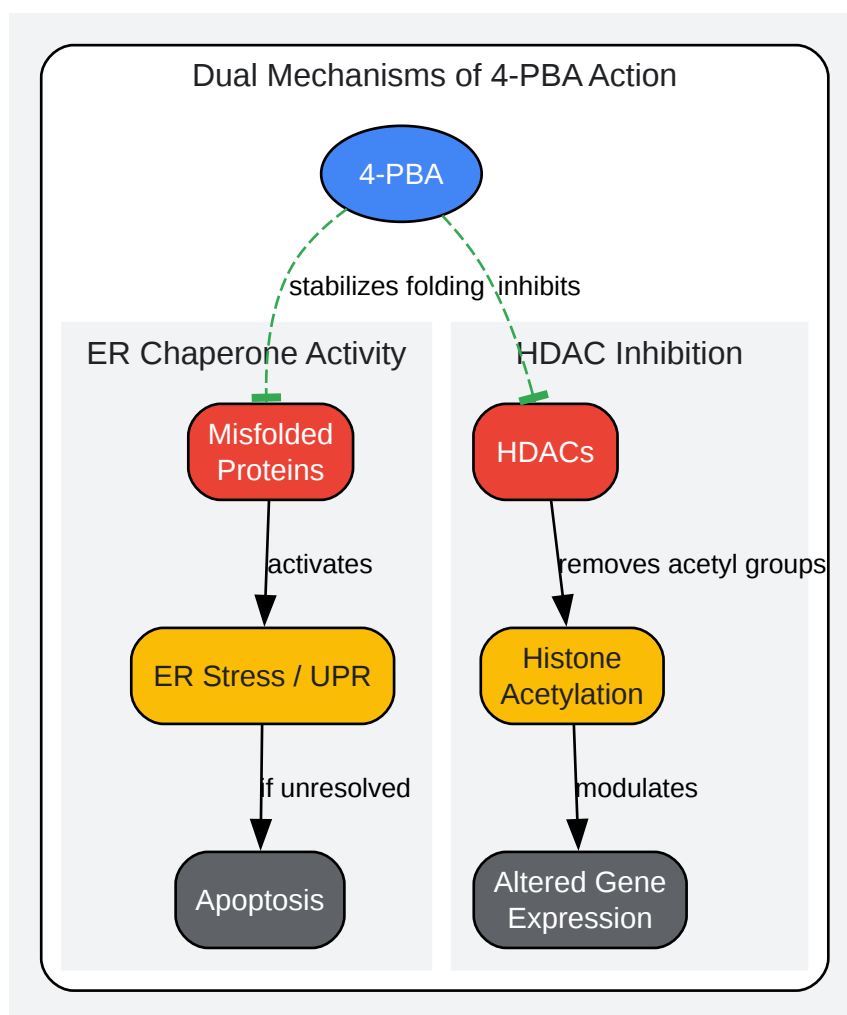 Dual Mechanisms of 4-PBA Action
4-PBA
stabilizes folding
inhibits
ER Chaperone Activity
HDAC Inhibition
Misfolded
Proteins
HDACs
activates
removes acetyl groups
ER Stress / UPR
Histone
Acetylation
if unresolved
modulates
Apoptosis
Altered Gene
Expression